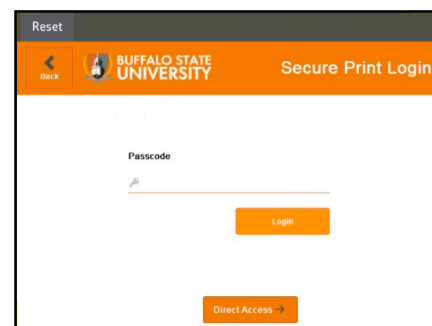 Reset
Back
BUFFALO STATE
UNIVERSITY
Secure Print Login
Passcode
Login
Direct Access →